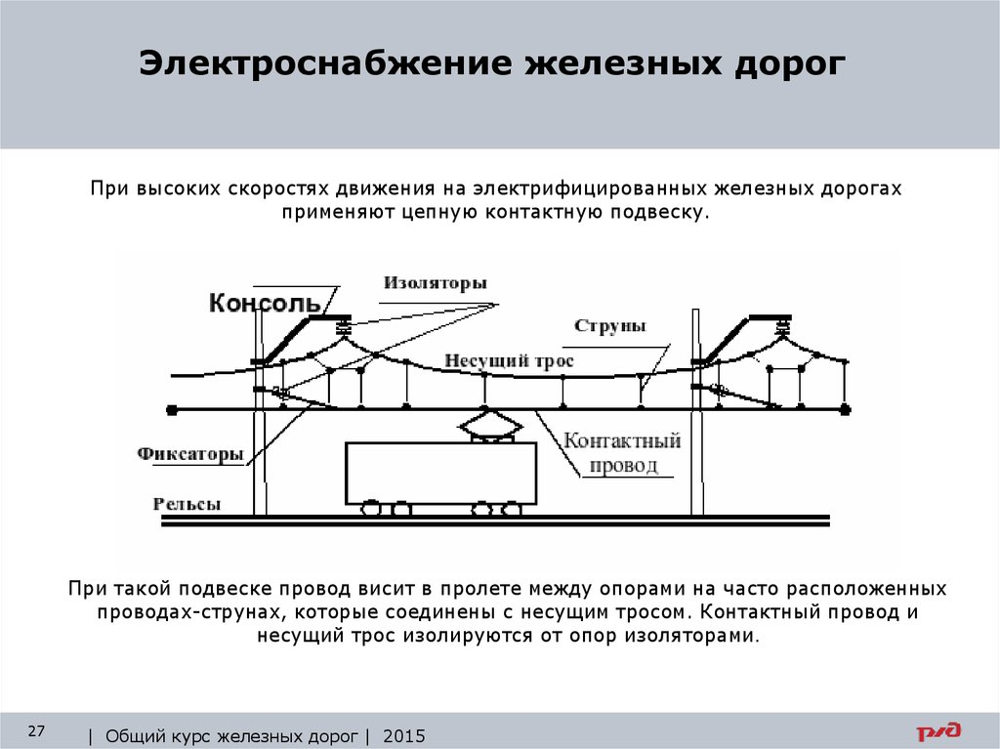 Электроснабжение железных дорог
При высоких скоростях движения на электрифицированных железных дорогах
применяют цепную контактную подвеску.
Изоляторы
Консоль
Струны
Несущий трос
Контактный
провод
Фиксаторы
Рельсы
При такой подвеске провод висит в пролете между опорами на часто расположенных
проводах-струнах, которые соединены с несущим тросом. Контактный провод и
несущий трос изолируются от опор изоляторами.
27
| Общий курс железных дорог | 2015
РЖД